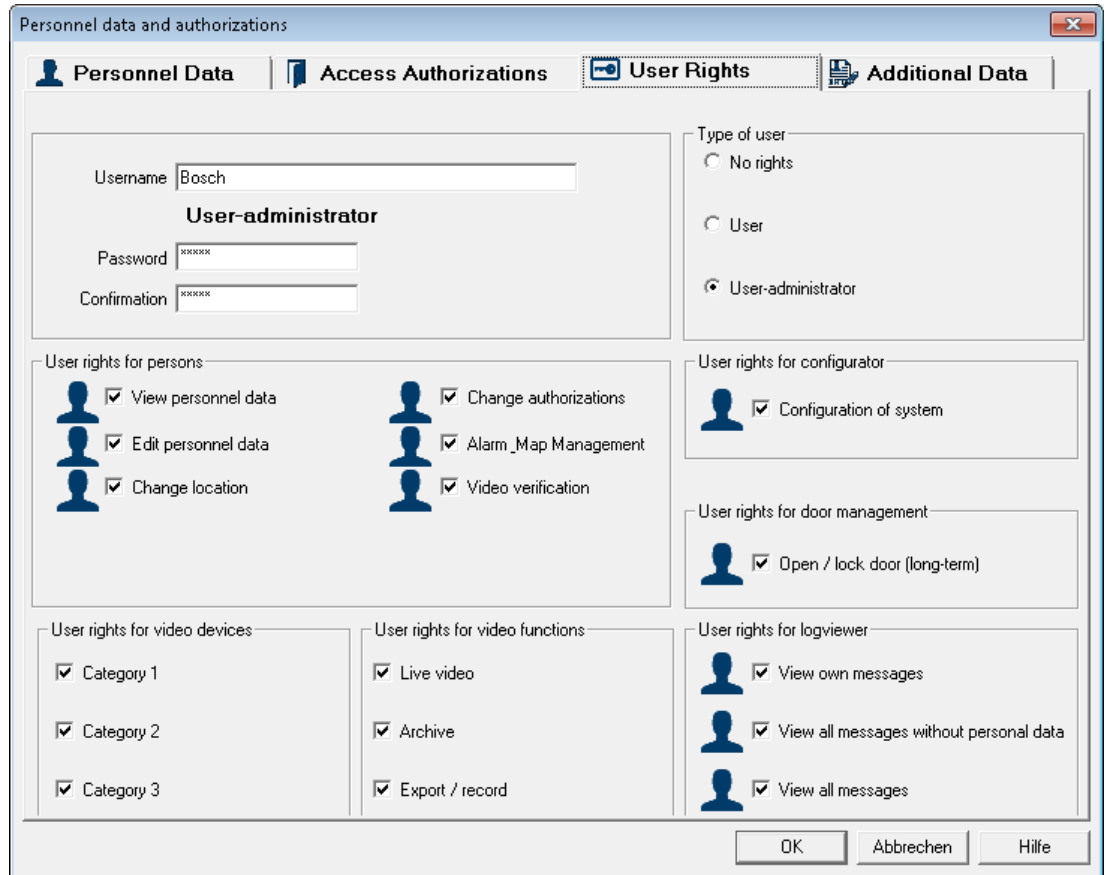 Personnel data and authorizations
Personnel Data
Access Authorizations
User Rights
Additional Data
Username
Bosch
User-administrator
Password
*****
Confirmation
*****
Type of user
No rights
User
User-administrator
User rights for persons
View personnel data
Change authorizations
Edit personnel data
Alarm_Map Management
Change location
Video verification
User rights for configurator
Configuration of system
User rights for door management
Open / lock door (long-term)
User rights for video devices
Category 1
Category 2
Category 3
User rights for video functions
Live video
Archive
Export / record
User rights for logviewer
View own messages
View all messages without personal data
View all messages
OK
Abbrechen
Hilfe